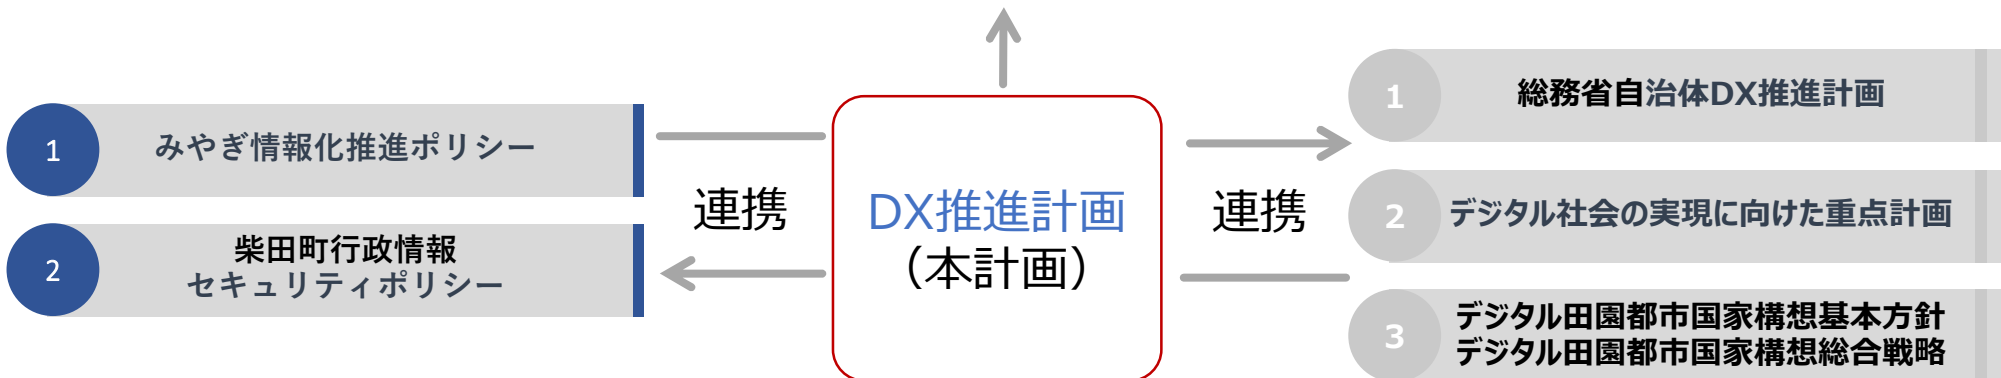 1
みやぎ情報化推進ポリシー
2
柴田町行政情報
セキュリティポリシー
連携
DX推進計画
（本計画）
連携
1
総務省自治体DX推進計画
2
デジタル社会の実現に向けた重点計画
3
デジタル田園都市国家構想基本方針
デジタル田園都市国家構想総合戦略